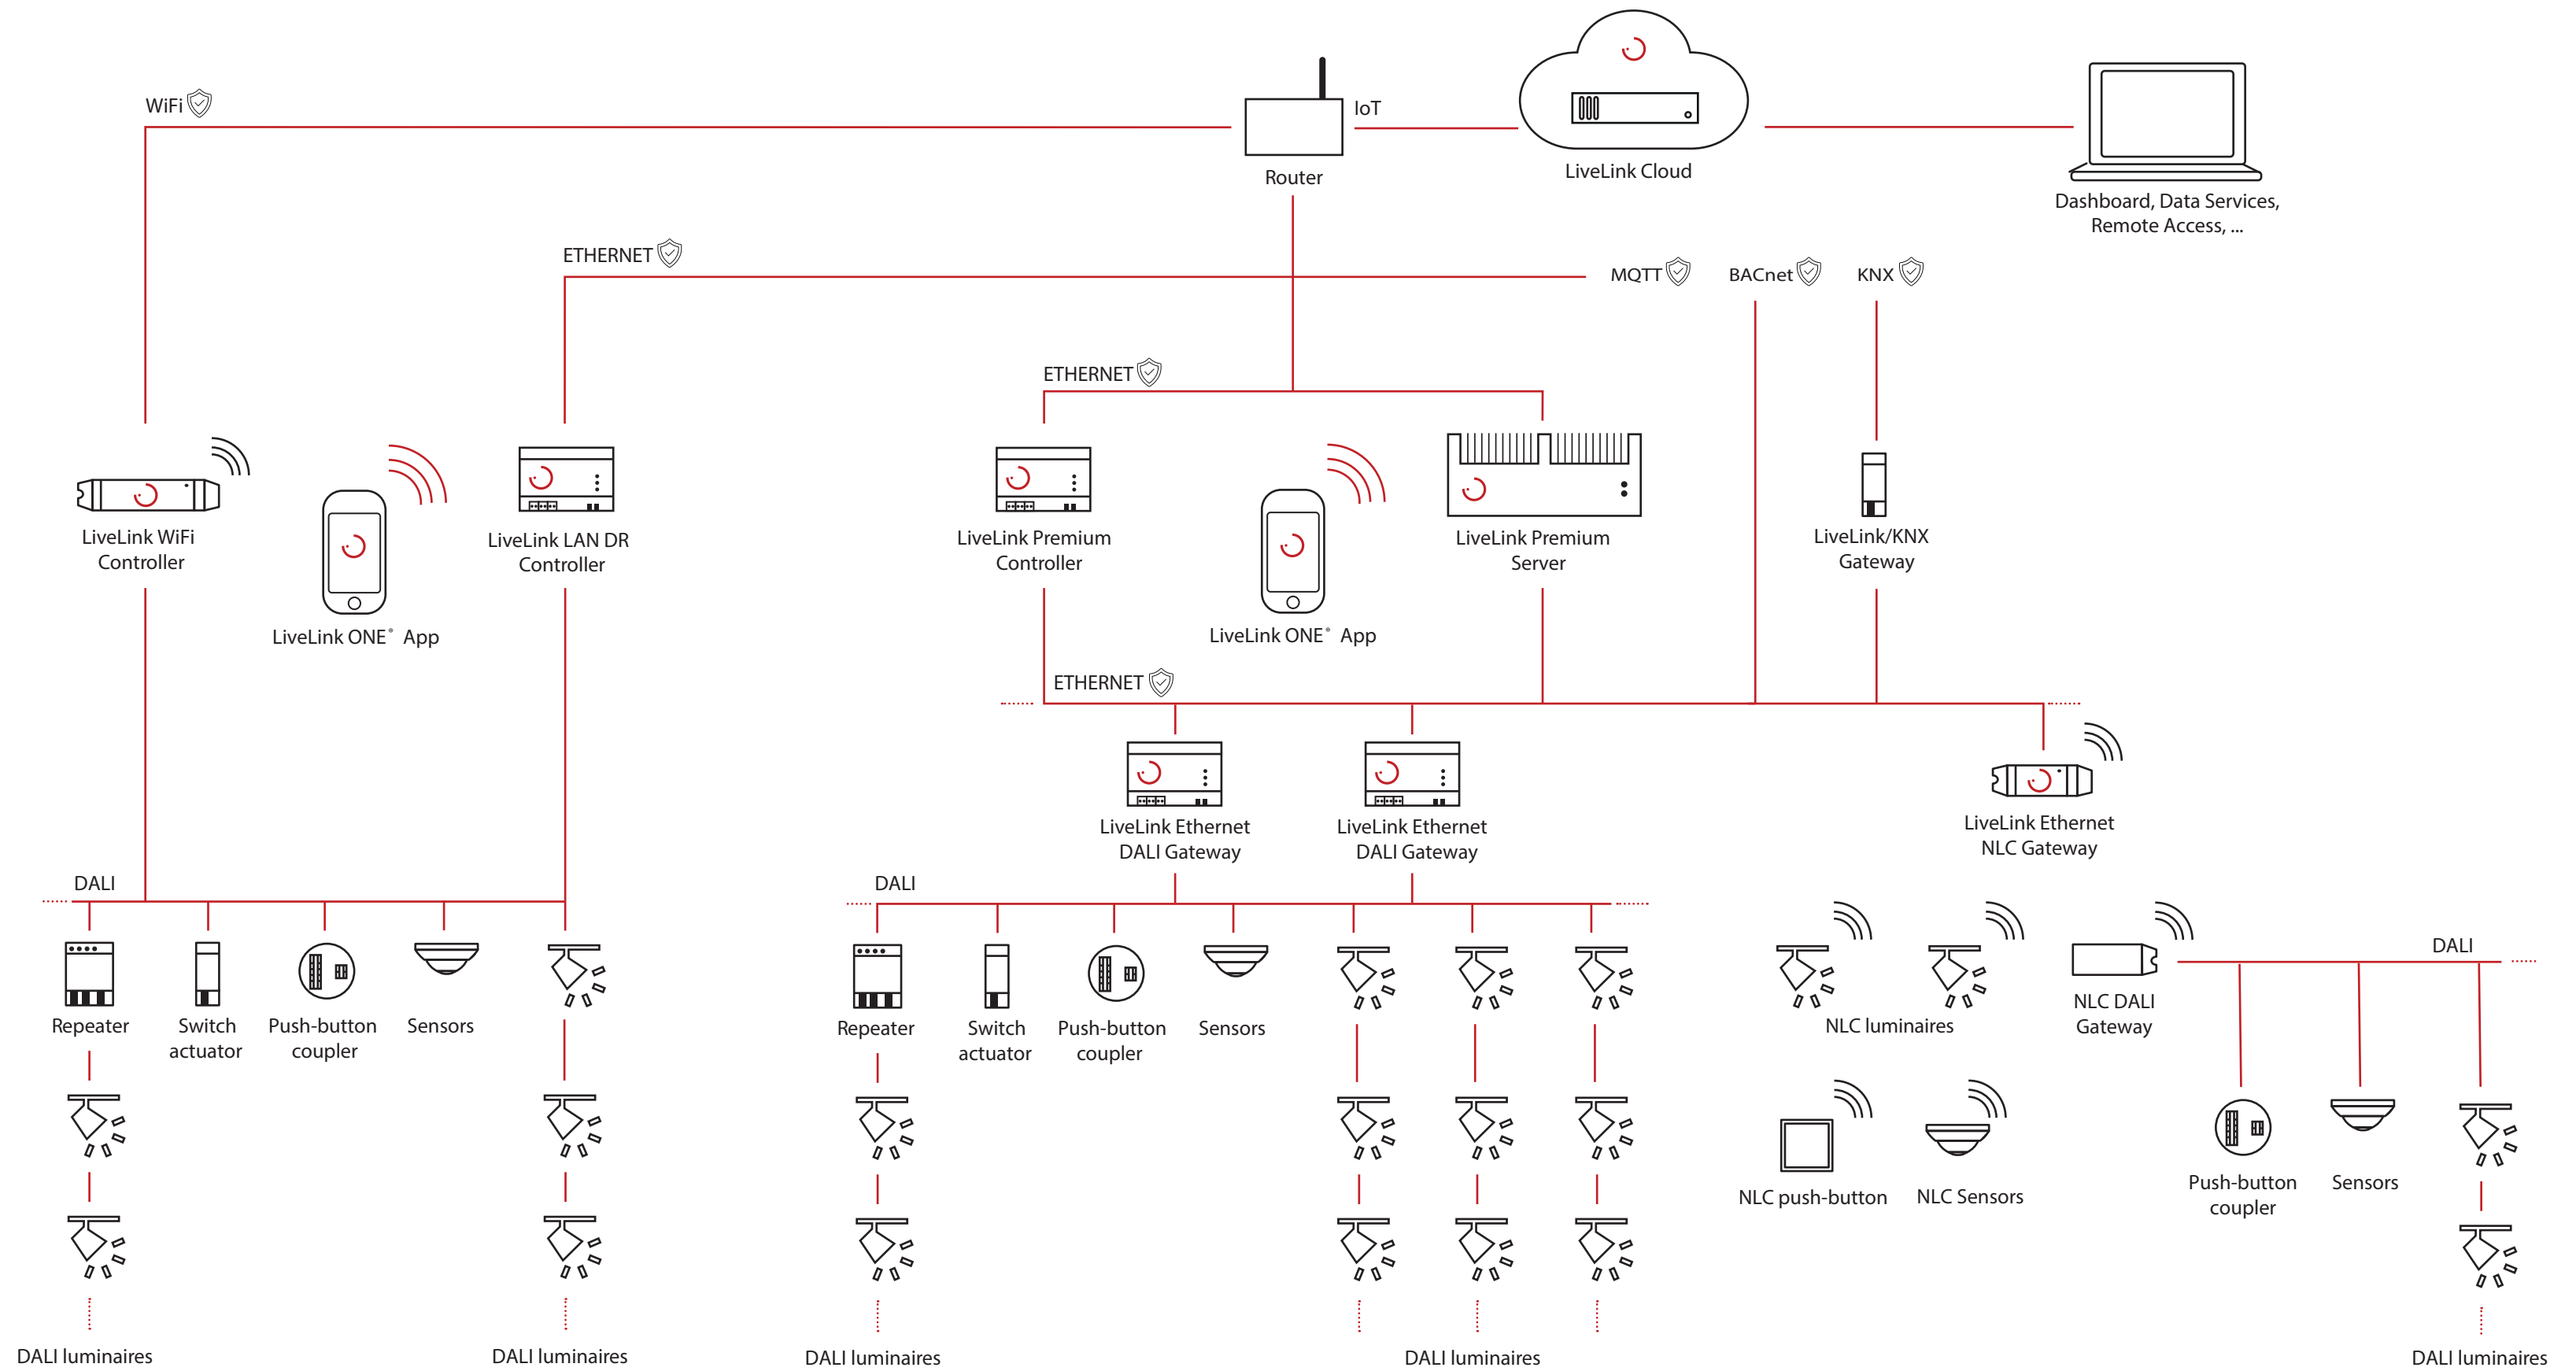 WiFi
IoT
Router
LiveLink Cloud
Dashboard, Data Services,
Remote Access, ...
ETHERNET
MQTT
BACnet
KNX
ETHERNET
LiveLink WiFi
Controller
LiveLink ONE® App
LiveLink LAN DR
Controller
LiveLink Premium
Controller
LiveLink ONE® App
LiveLink Premium
Server
LiveLink/KNX
Gateway
ETHERNET
LiveLink Ethernet
DALI Gateway
LiveLink Ethernet
DALI Gateway
LiveLink Ethernet
NLC Gateway
DALI
DALI
DALI
Repeater
Switch
actuator
Push-button
coupler
Sensors
Repeater
Switch
actuator
Push-button
coupler
Sensors
NLC luminaires
NLC DALI
Gateway
NLC push-button
NLC Sensors
Push-button
coupler
Sensors
DALI luminaires
DALI luminaires
DALI luminaires
DALI luminaires
DALI luminaires